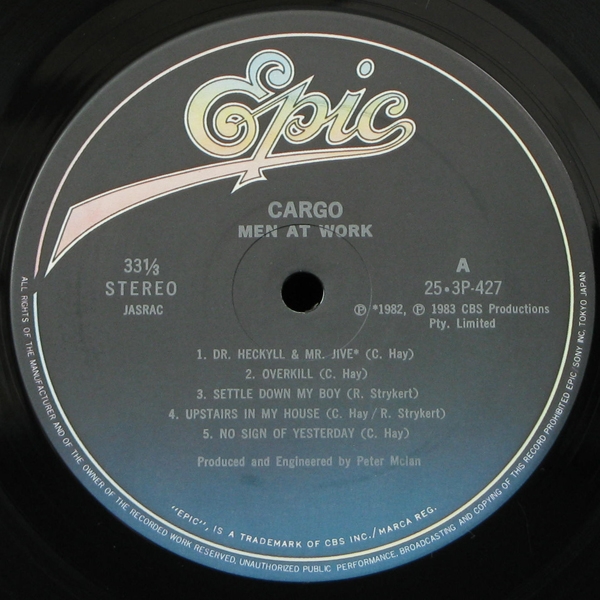 Epic
CARGO
MEN AT WORK
33⅓
STEREO
JASRAC
A
25•3P-427
Ⓟ*1982, Ⓟ 1983 CBS Productions
Pty. Limited
1. DR. HECKYLL & MR. JIVE* (C. Hay)
2. OVERKILL (C. Hay)
3. SETTLE DOWN MY BOY (R. Strykert)
4. UPSTAIRS IN MY HOUSE (C. Hay / R. Strykert)
5. NO SIGN OF YESTERDAY (C. Hay)
Produced and Engineered by Peter Mclan
"EPIC", IS A TRADEMARK OF CBS INC./MARCA REG.
ALL RIGHTS OF THE MANUFACTURER AND OF THE OWNER OF THE RECORDED WORK RESERVED, UNAUTHORIZED PUBLIC PERFORMANCE, BROADCASTING AND COPYING OF THIS RECORD PROHIBITED EPIC SONY INC, TOKYO JAPAN